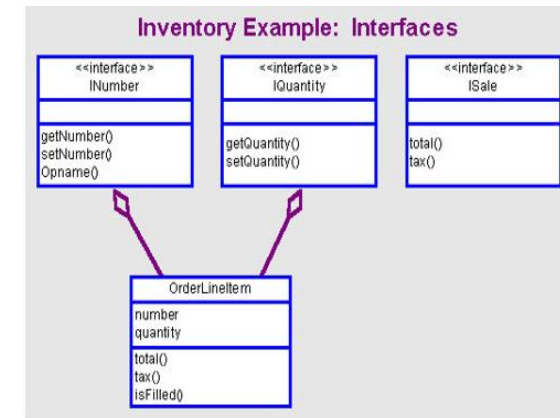 Inventory Example: Interfaces
<<interface>>
INumber
getNumber()
setNumber()
Opname()
<<interface>>
IQuantity
getQuantity()
setQuantity()
<<interface>>
ISale
total()
tax()
OrderLineItem
number
quantity
total()
tax()
isFilled()